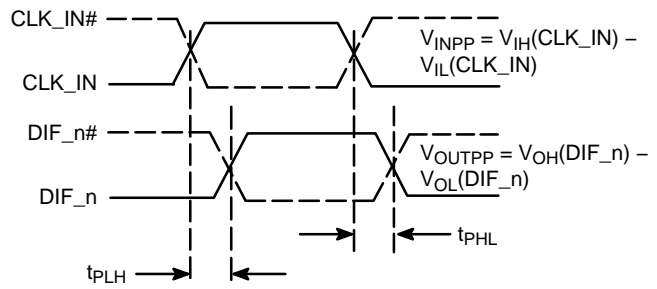 CLK_IN#
V_INPP = V_IH(CLK_IN) –
V_IL(CLK_IN)
CLK_IN
DIF_n#
V_OUTPP = V_OH(DIF_n) –
V_OL(DIF_n)
DIF_n
t_PHL
t_PLH